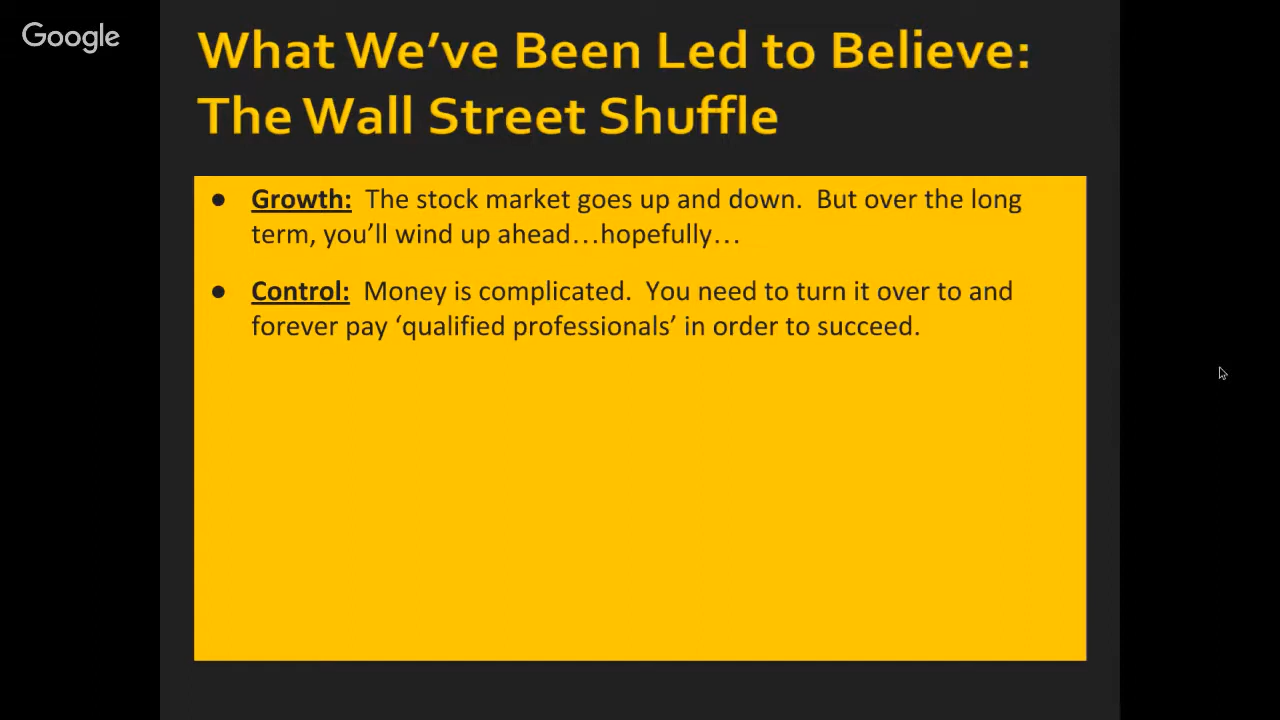 Google
What We’ve Been Led to Believe:
The Wall Street Shuffle
● Growth:  The stock market goes up and down.  But over the long
term, you’ll wind up ahead…hopefully…
● Control:  Money is complicated.  You need to turn it over to and
forever pay ‘qualified professionals’ in order to succeed.